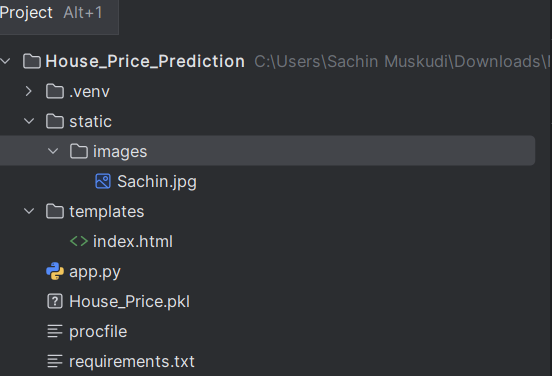 Project Alt+1
House_Price_Prediction C:\Users\Sachin Muskudi\Downloads\
.venv
static
images
Sachin.jpg
templates
<> index.html
app.py
? House_Price.pkl
procfile
requirements.txt